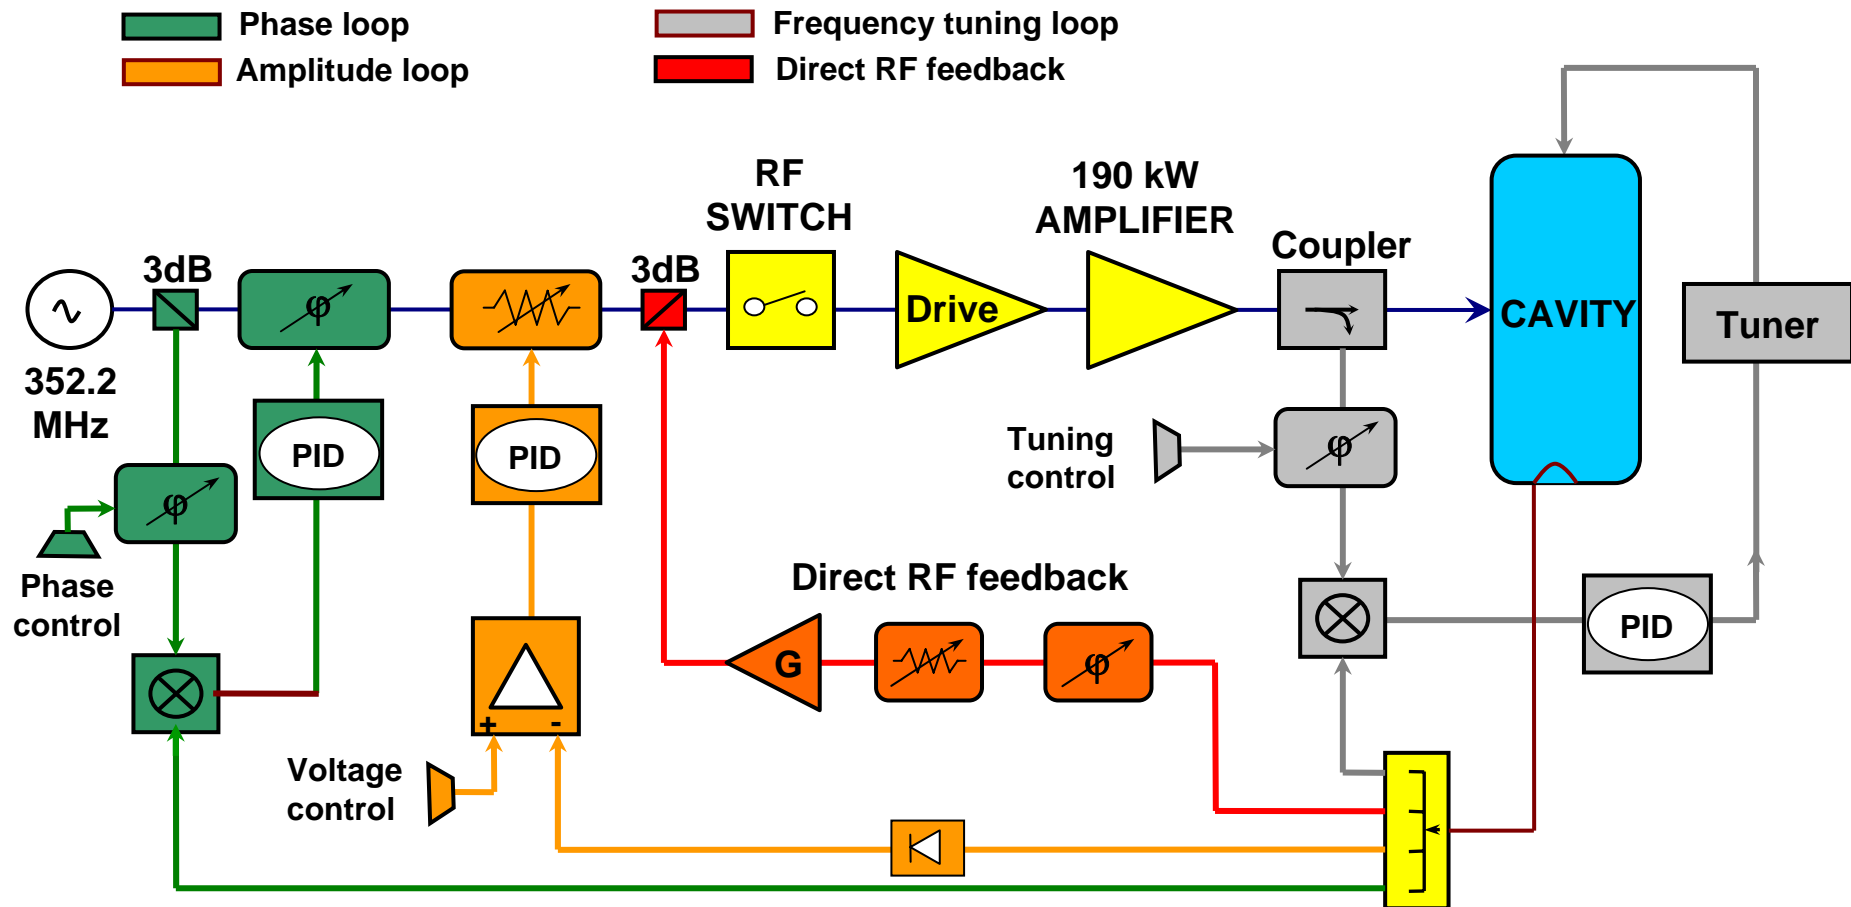 Phase loop
Frequency tuning loop
Amplitude loop
Direct RF feedback
RF
SWITCH
190 kW
AMPLIFIER
3dB
3dB
Coupler
φ
Drive
CAVITY
Tuner
352.2
MHz
PID
PID
Tuning
control
φ
φ
Phase
control
Direct RF feedback
G
φ
PID
+ -
Voltage
control